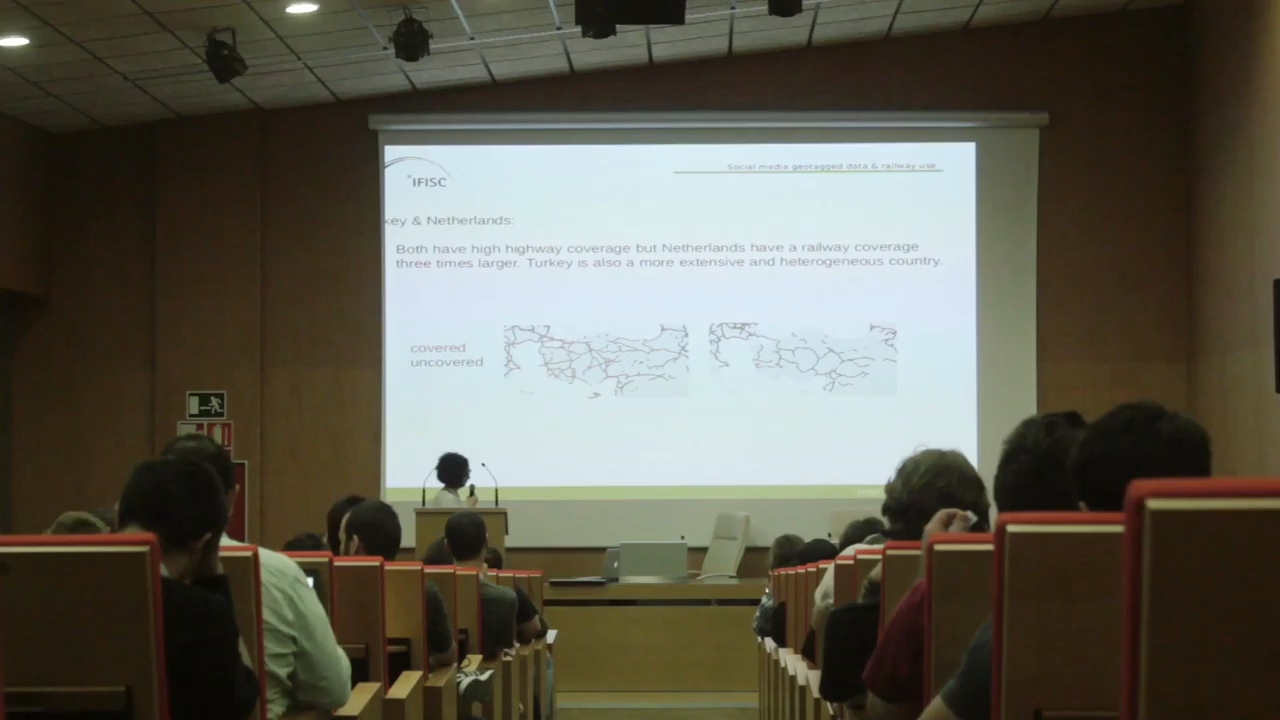 IFISC
Social media geotagged data & railway use
key & Netherlands:
Both have high highway coverage but Netherlands have a railway coverage
three times larger. Turkey is also a more extensive and heterogeneous country.
covered
uncovered